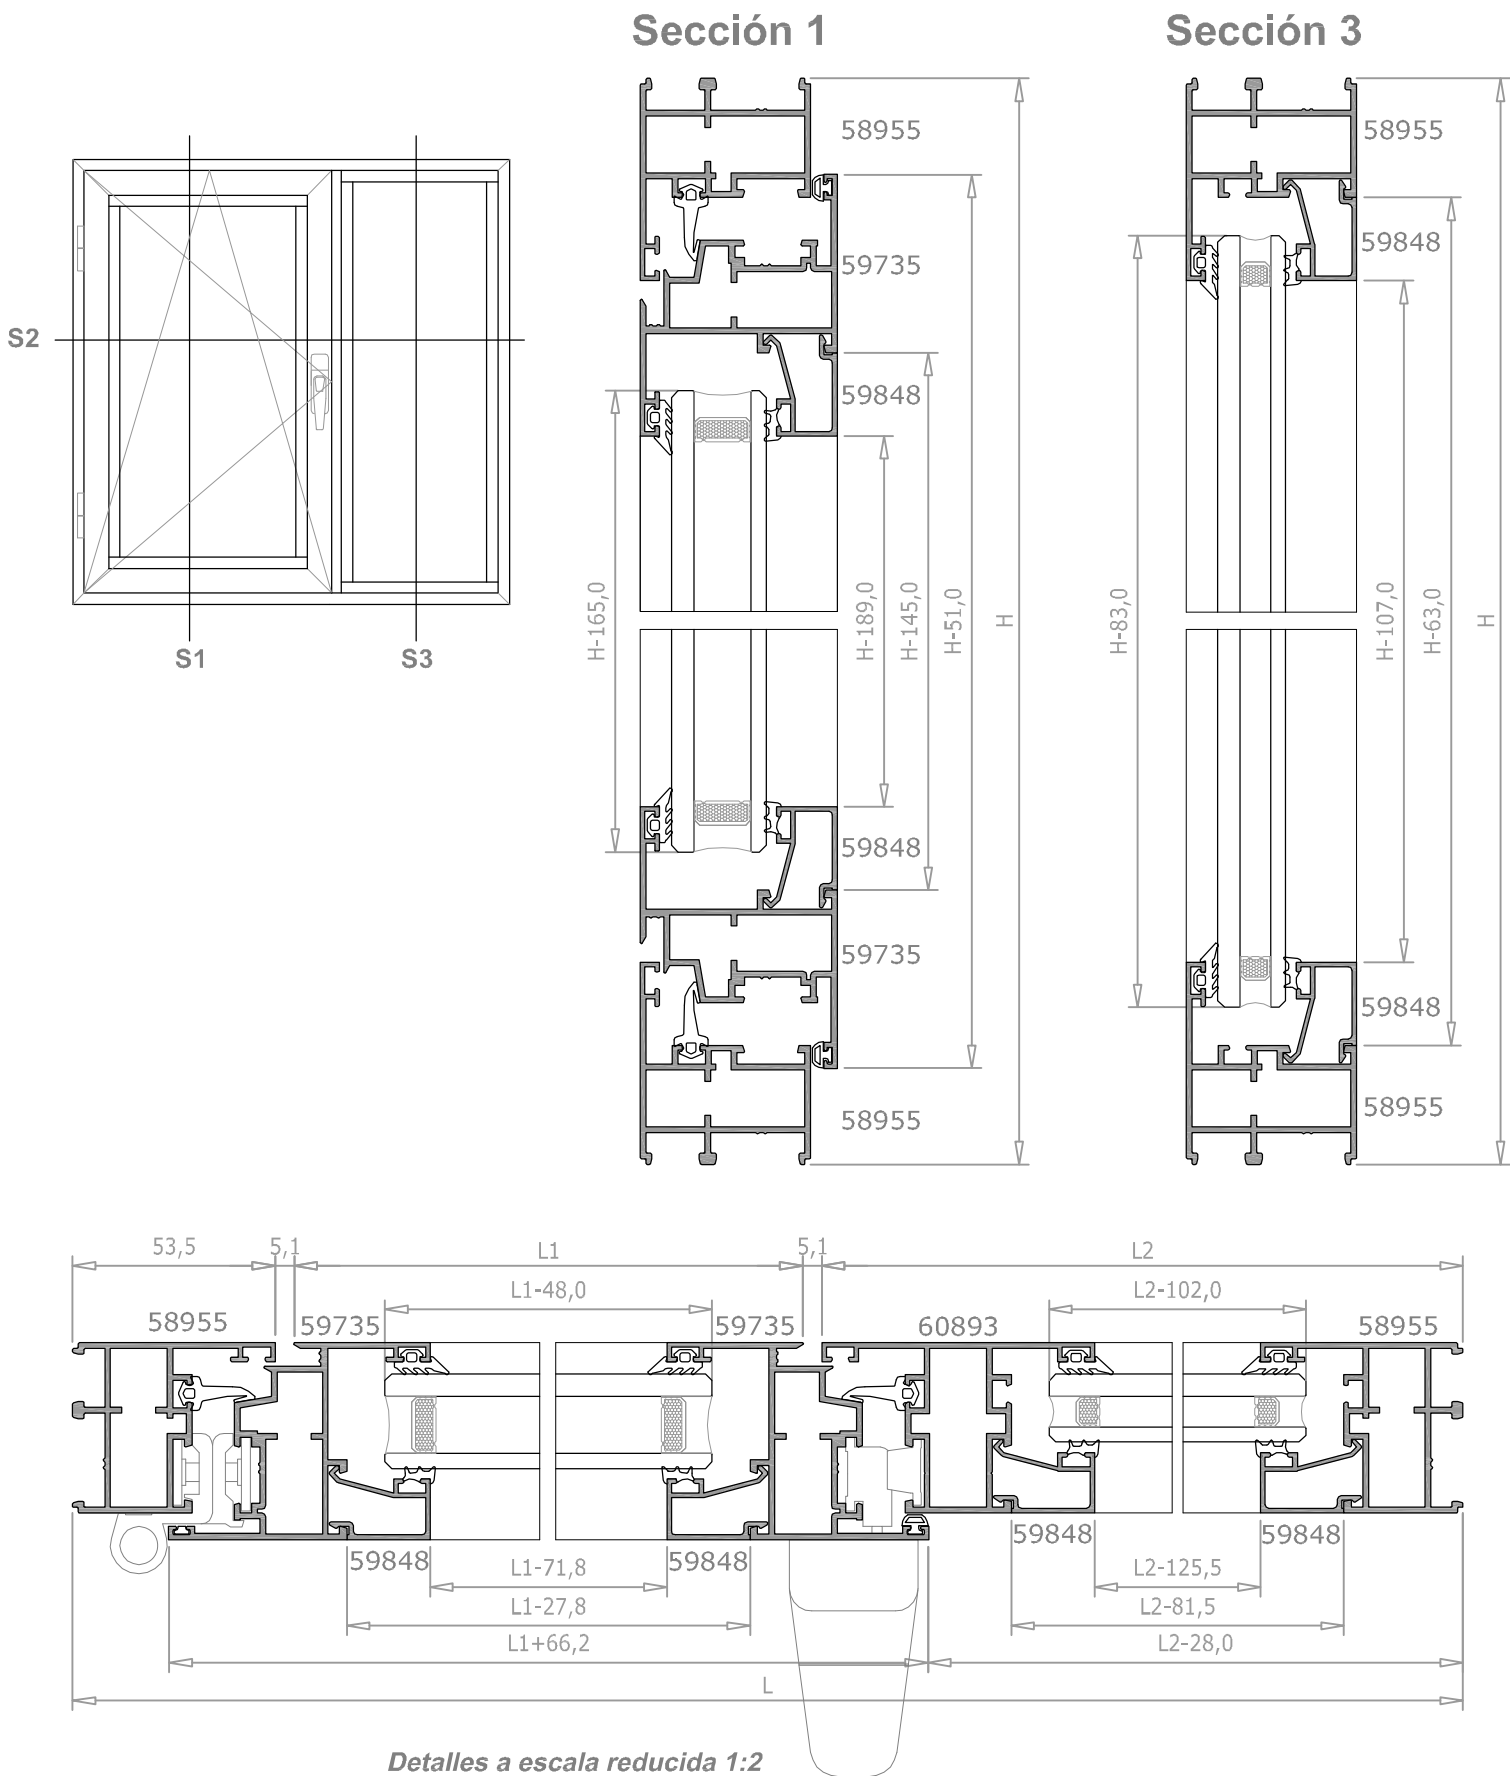 Sección 1
Sección 3
S2
S1
S3
58955
59735
59848
59848
59735
58955
H-165,0
H-189,0
H-145,0
H-51,0
H
58955
59848
59848
58955
H-83,0
H-107,0
H-63,0
H
53,5
5,1
L1
5,1
L2
L1-48,0
L2-102,0
58955
59735
59735
60893
58955
59848
59848
59848
59848
L1-71,8
L2-125,5
L1-27,8
L2-81,5
L1+66,2
L2-28,0
L
Detalles a escala reducida 1:2